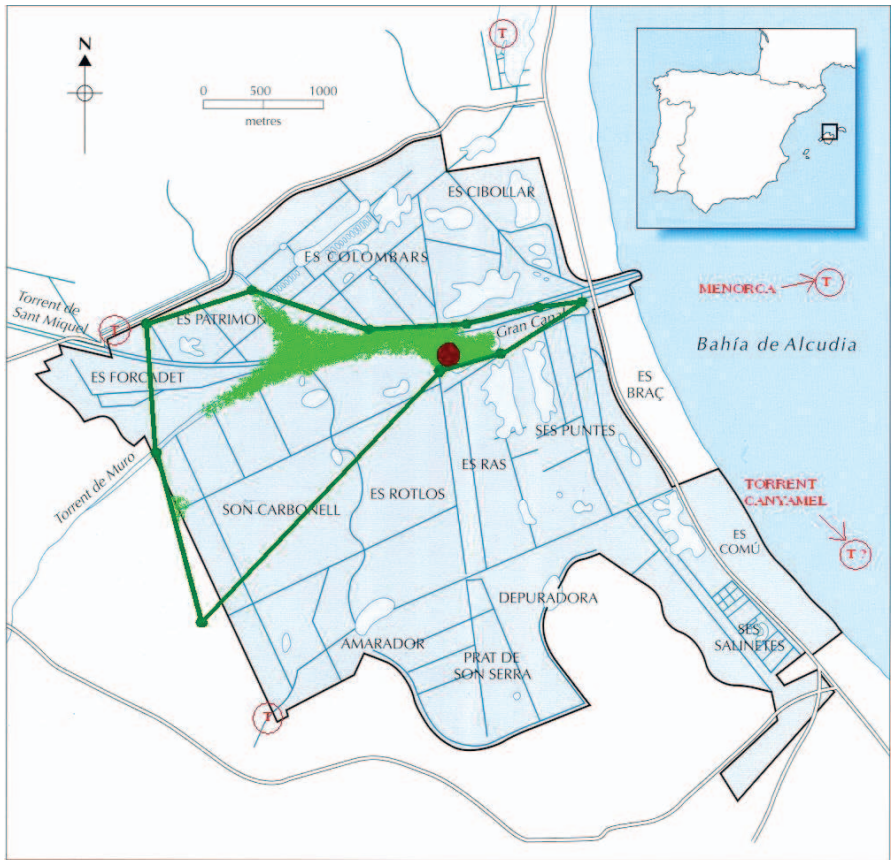 T
N
0 500 1000
metres
ES CIBOLLAR
ES COLOMBARS
MENORCA
T
Torrent de
Sant Miquel
T
ES PATRIMONI
Gran Canal
Bahía de Alcudia
ES FORCADET
ES
BRAÇ
SES PUNTES
Torrent de Muro
ES RAS
ES ROTLOS
SON CARBONELL
TORRENT
CANYAMEL
ES
COMÚ
T ?
DEPURADORA
SES
SALINETES
AMARADOR
PRAT DE
SON SERRA
T